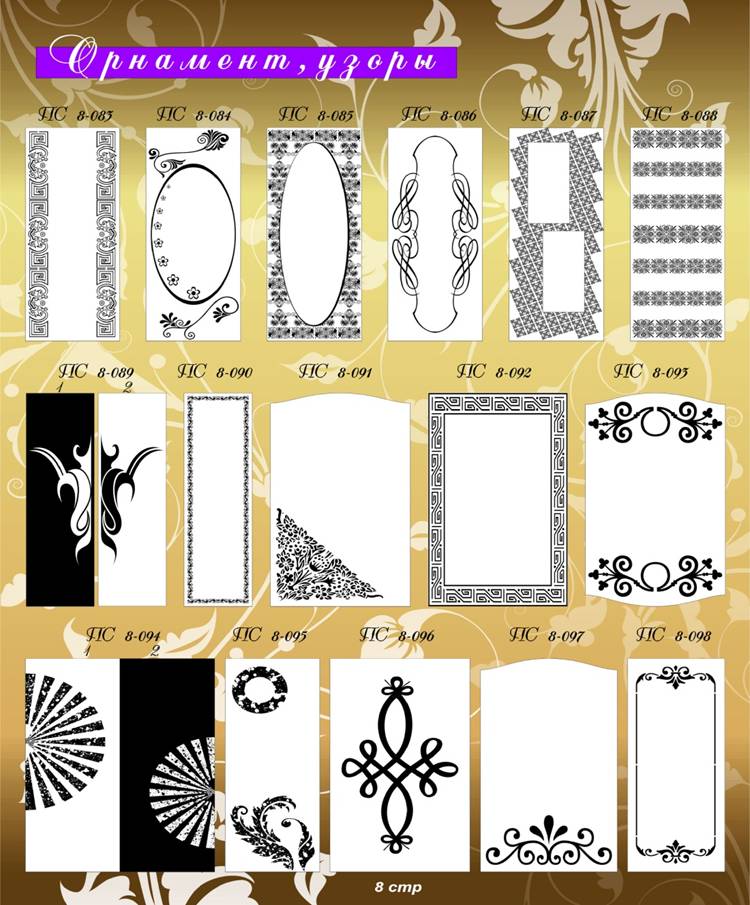 Орнамент, узоры
ПС 8-083 ПС 8-084 ПС 8-085 ПС 8-086 ПС 8-087 ПС 8-088
ПС 8-089 ПС 8-090 ПС 8-091 ПС 8-092 ПС 8-093
1 2
ПС 8-094 ПС 8-095 ПС 8-096 ПС 8-097 ПС 8-098
1 2
8 стр